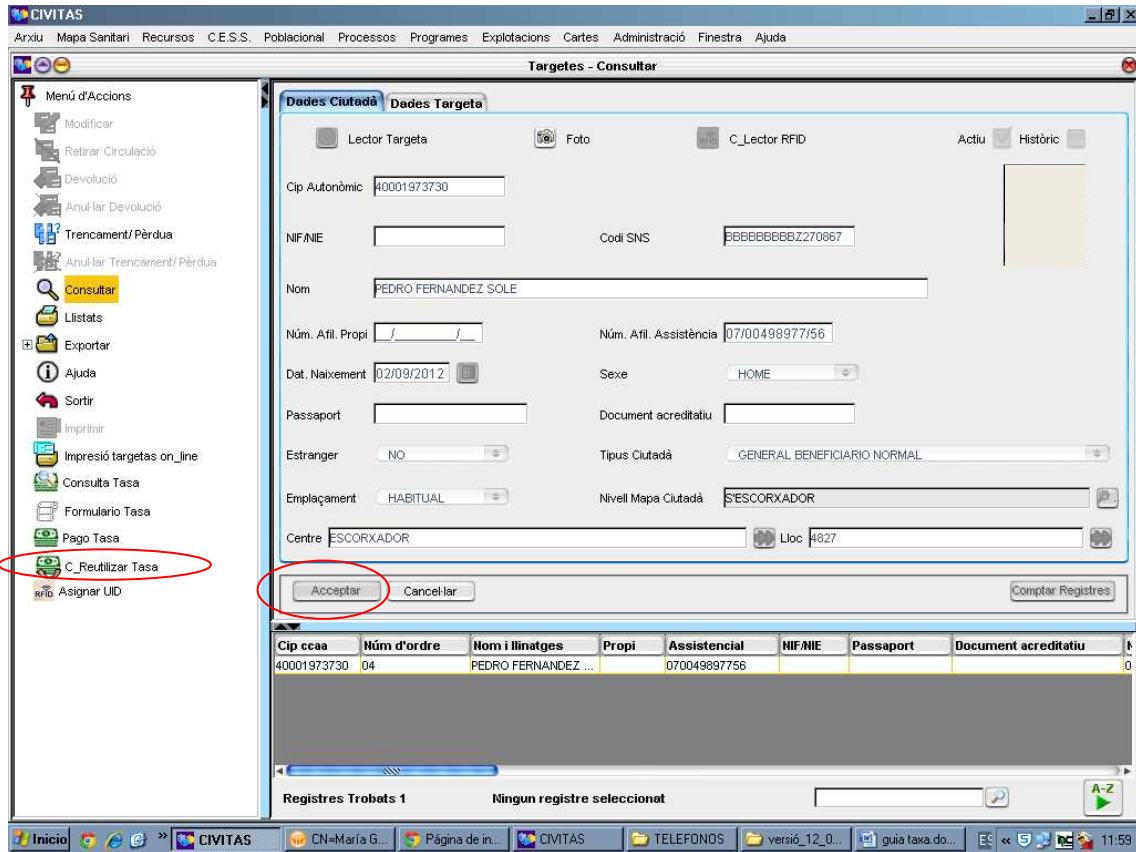 CIVITAS
Arxiu Mapa Sanitari Recursos C.E.S.S. Poblacional Processos Programes Explotacions Cartes Administració Finestra Ajuda
Targetes - Consultar
Menú d'Accions
Modificar
Retirar Circulació
Devolució
Anul·lar Devolució
Trencament/ Pèrdua
Anul·lar Trencament/ Pèrdua
Consultar
Llistats
Exportar
Ajuda
Sortir
Imprimir
Impresió targetas on_line
Consulta Tasa
Formulario Tasa
Pago Tasa
C_Reutilizar Tasa
RFID Asignar UID
Dades Ciutadà Dades Targeta
Lector Targeta Foto C_Lector RFID Actiu Històric
Cip Autonòmic 40001973730
NIF/NIE Codi SNS BBBBBBBBBZ270867
Nom PEDRO FERNANDEZ SOLE
Núm. Afil. Propi _/_______/__ Núm. Afil. Assistència 07/00498977/56
Dat. Naixement 02/09/2012 Sexe HOME
Passaport Document acreditatiu
Estranger NO Tipus Ciutadà GENERAL BENEFICIARIO NORMAL
Emplaçament HABITUAL Nivell Mapa Ciutadà S'ESCORXADOR
Centre ESCORXADOR Lloc 4827
Acceptar Cancel·lar Comptar Registres
Cip ccaa Núm d'ordre Nom i llinatges Propi Assistencial NIF/NIE Passaport Document acreditatiu
40001973730 04 PEDRO FERNANDEZ ... 070049897756
Registres Trobats 1 Ningun registre seleccionat A-Z
Inicio » CIVITAS CN=María G... Página de in... CIVITAS TELEFONOS versió_12_0... guia taxa.do... ES « 11:59